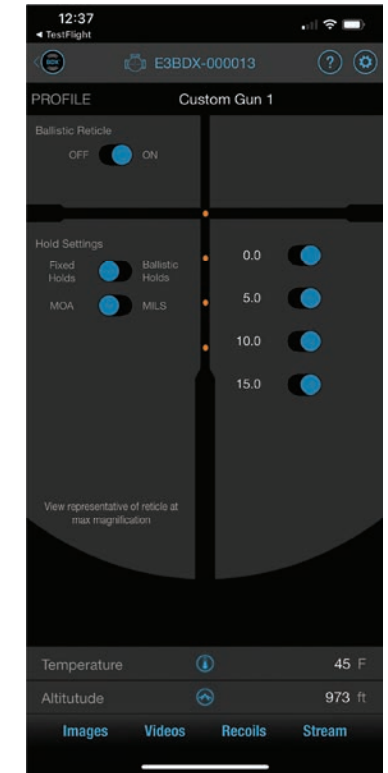 12:37
◀ TestFlight
BDX
E3BDX-000013
?
PROFILE Custom Gun 1
Ballistic Reticle
OFF ON
Hold Settings
Fixed Holds Ballistic Holds
MOA MILS
0.0
5.0
10.0
15.0
View representative of reticle at
max magnification
Temperature 45 F
Altitutude 973 ft
Images Videos Recoils Stream